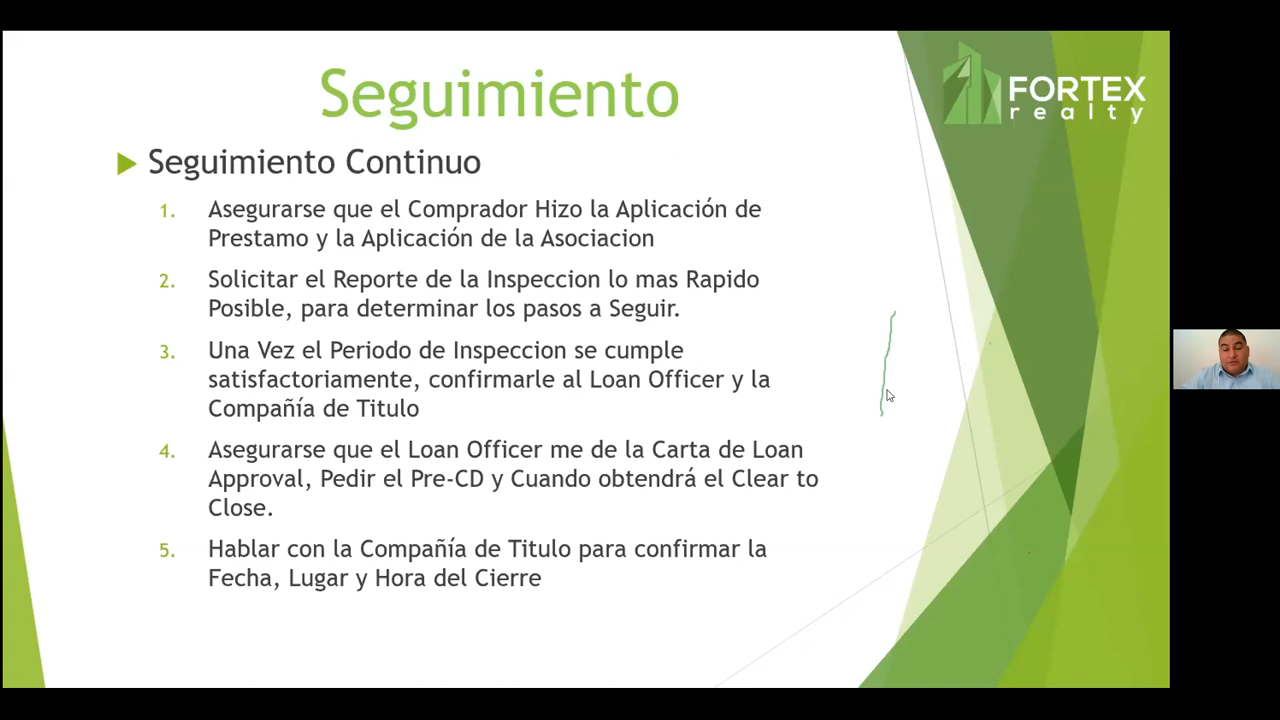 Seguimiento
FORTEX
realty
Seguimiento Continuo
1. Asegurarse que el Comprador Hizo la Aplicación de
Prestamo y la Aplicación de la Asociacion
2. Solicitar el Reporte de la Inspeccion lo mas Rapido
Posible, para determinar los pasos a Seguir.
3. Una Vez el Periodo de Inspeccion se cumple
satisfactoriamente, confirmarle al Loan Officer y la
Compañía de Titulo
4. Asegurarse que el Loan Officer me de la Carta de Loan
Approval, Pedir el Pre-CD y Cuando obtendrá el Clear to
Close.
5. Hablar con la Compañía de Titulo para confirmar la
Fecha, Lugar y Hora del Cierre